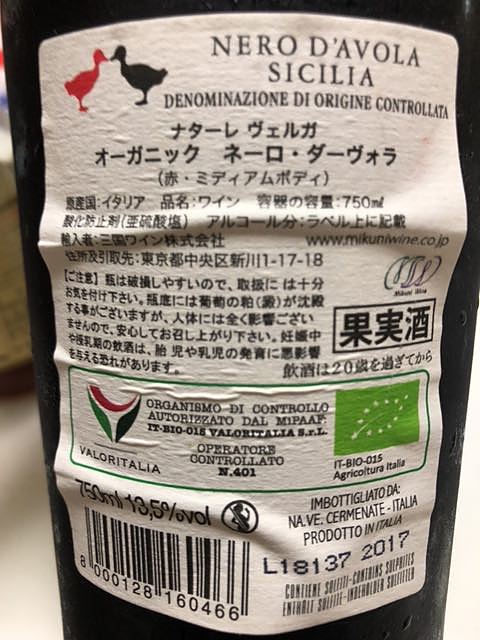 NERO D'AVOLA
SICILIA
DENOMINAZIONE DI ORIGINE CONTROLLATA
ナターレ ヴェルガ
オーガニック ネーロ・ダーヴォラ
(赤・ミディアムボディ)
原産国:イタリア 品名:ワイン 容器の容量:750㎖
酸化防止剤(亜硫酸塩) アルコール分:ラベル上に記載
輸入者:三国ワイン株式会社 www.mikuniwine.co.jp
住所及引取先:東京都中央区新川1-17-18
【ご注意】瓶は破損しやすいので、取扱には十分
お気を付け下さい。瓶底には葡萄の粕(澱)が沈殿
する事がございますが、人体には全く影響ござい
ませんので、安心してお召し上がり下さい。妊娠中
や授乳期の飲酒は、胎児や乳児の発育に悪影響
を与える恐れがあります。
Mikuni Wine
果実酒
飲酒は20歳を過ぎてから
VALORITALIA
ORGANISMO DI CONTROLLO
AUTORIZZATO DAL MiPAAF
IT-BIO-015 VALORITALIA S.r.L.
OPERATORE
CONTROLLATO
N.401
IT-BIO-015
Agricoltura Italia
750ml 13,5%vol
8 000128 160466
IMBOTTIGLIATO DA:
NA.VE. CERMENATE - ITALIA
PRODOTTO IN ITALIA
L18137 2017
CONTIENE SOLFITI-CONTAINS SULPHITES
ENTHALT SULFITE-INDEHOLDER SULFITTER